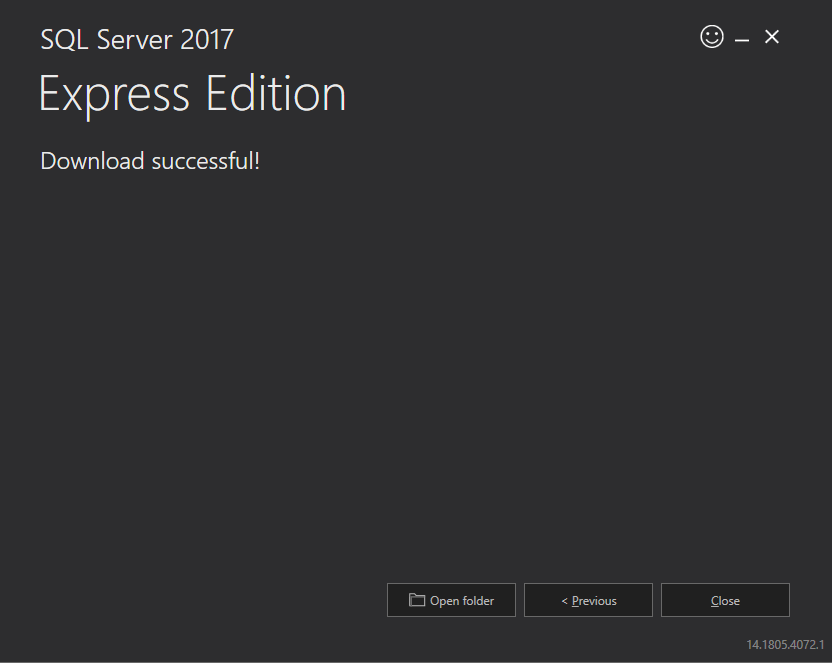 SQL Server 2017
Express Edition
Download successful!
Open folder
< Previous
Close
14.1805.4072.1